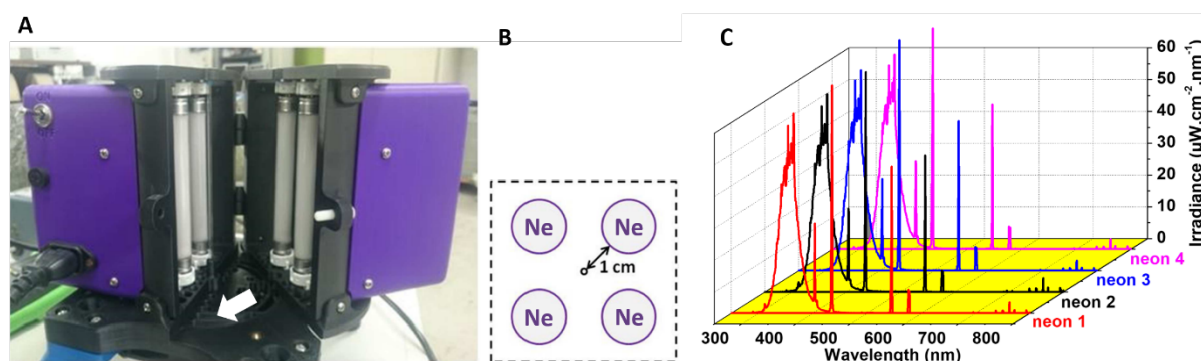 A
ON
OFF
B
Ne
Ne
1 cm
Ne
Ne
C
60
50
40
30
20
10
0
Irradiance (µW.cm⁻².nm⁻¹)
neon 4
neon 3
neon 2
neon 1
300
400
500
600
700
800
Wavelength (nm)